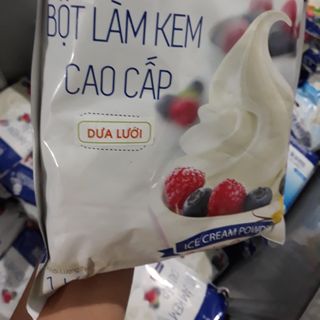 BỘT LÀM KEM
CAO CẤP
DƯA LƯỚI
ICE CREAM POWDER